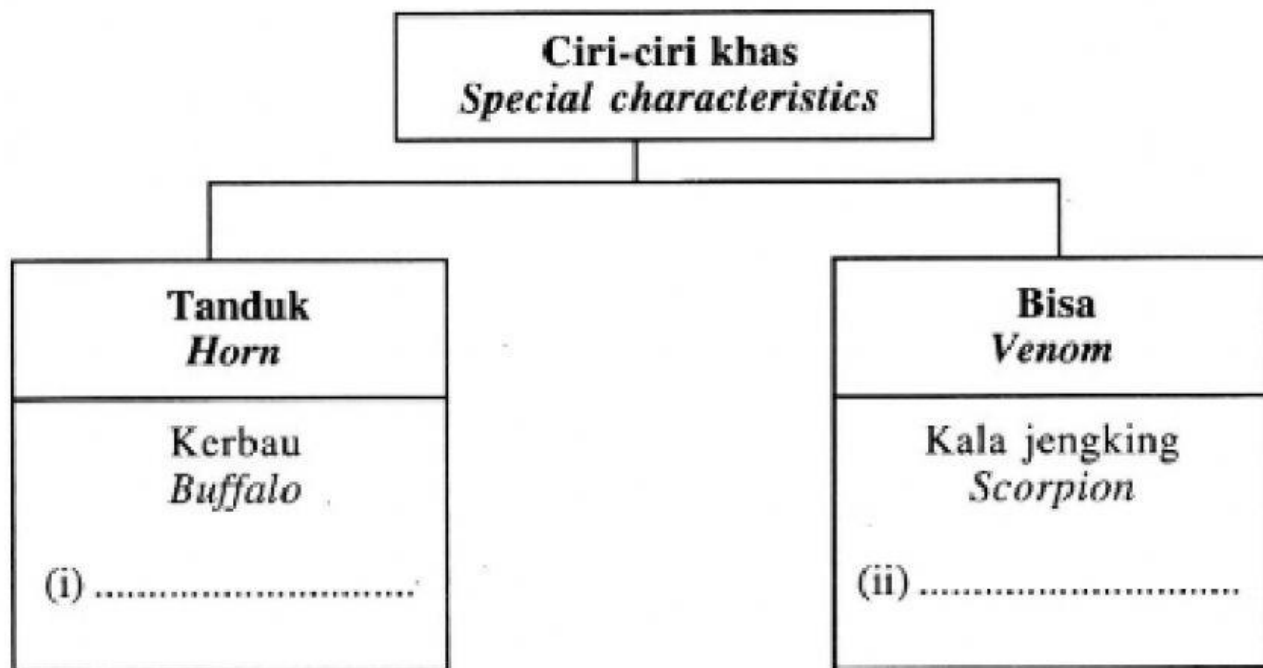 Ciri-ciri khas
Special characteristics
Tanduk
Horn
Kerbau
Buffalo
(i) ................................
Bisa
Venom
Kala jengking
Scorpion
(ii) ................................